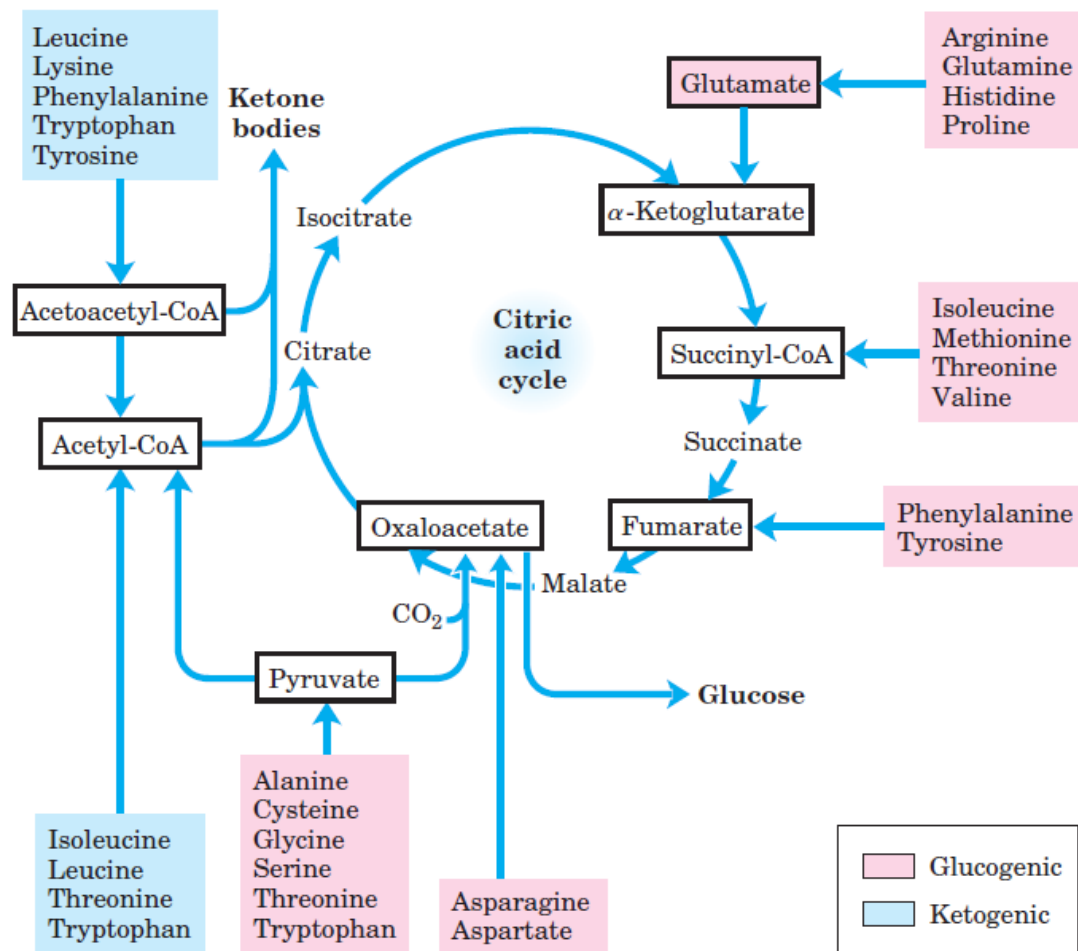 Leucine
Lysine
Phenylalanine
Tryptophan
Tyrosine
Ketone
bodies
Glutamate
Arginine
Glutamine
Histidine
Proline
Isocitrate
α-Ketoglutarate
Acetoacetyl-CoA
Citrate
Citric
acid
cycle
Succinyl-CoA
Isoleucine
Methionine
Threonine
Valine
Acetyl-CoA
Succinate
Oxaloacetate
Fumarate
Phenylalanine
Tyrosine
Malate
CO₂
Pyruvate
Glucose
Isoleucine
Leucine
Threonine
Tryptophan
Alanine
Cysteine
Glycine
Serine
Threonine
Tryptophan
Asparagine
Aspartate
Glucogenic
Ketogenic